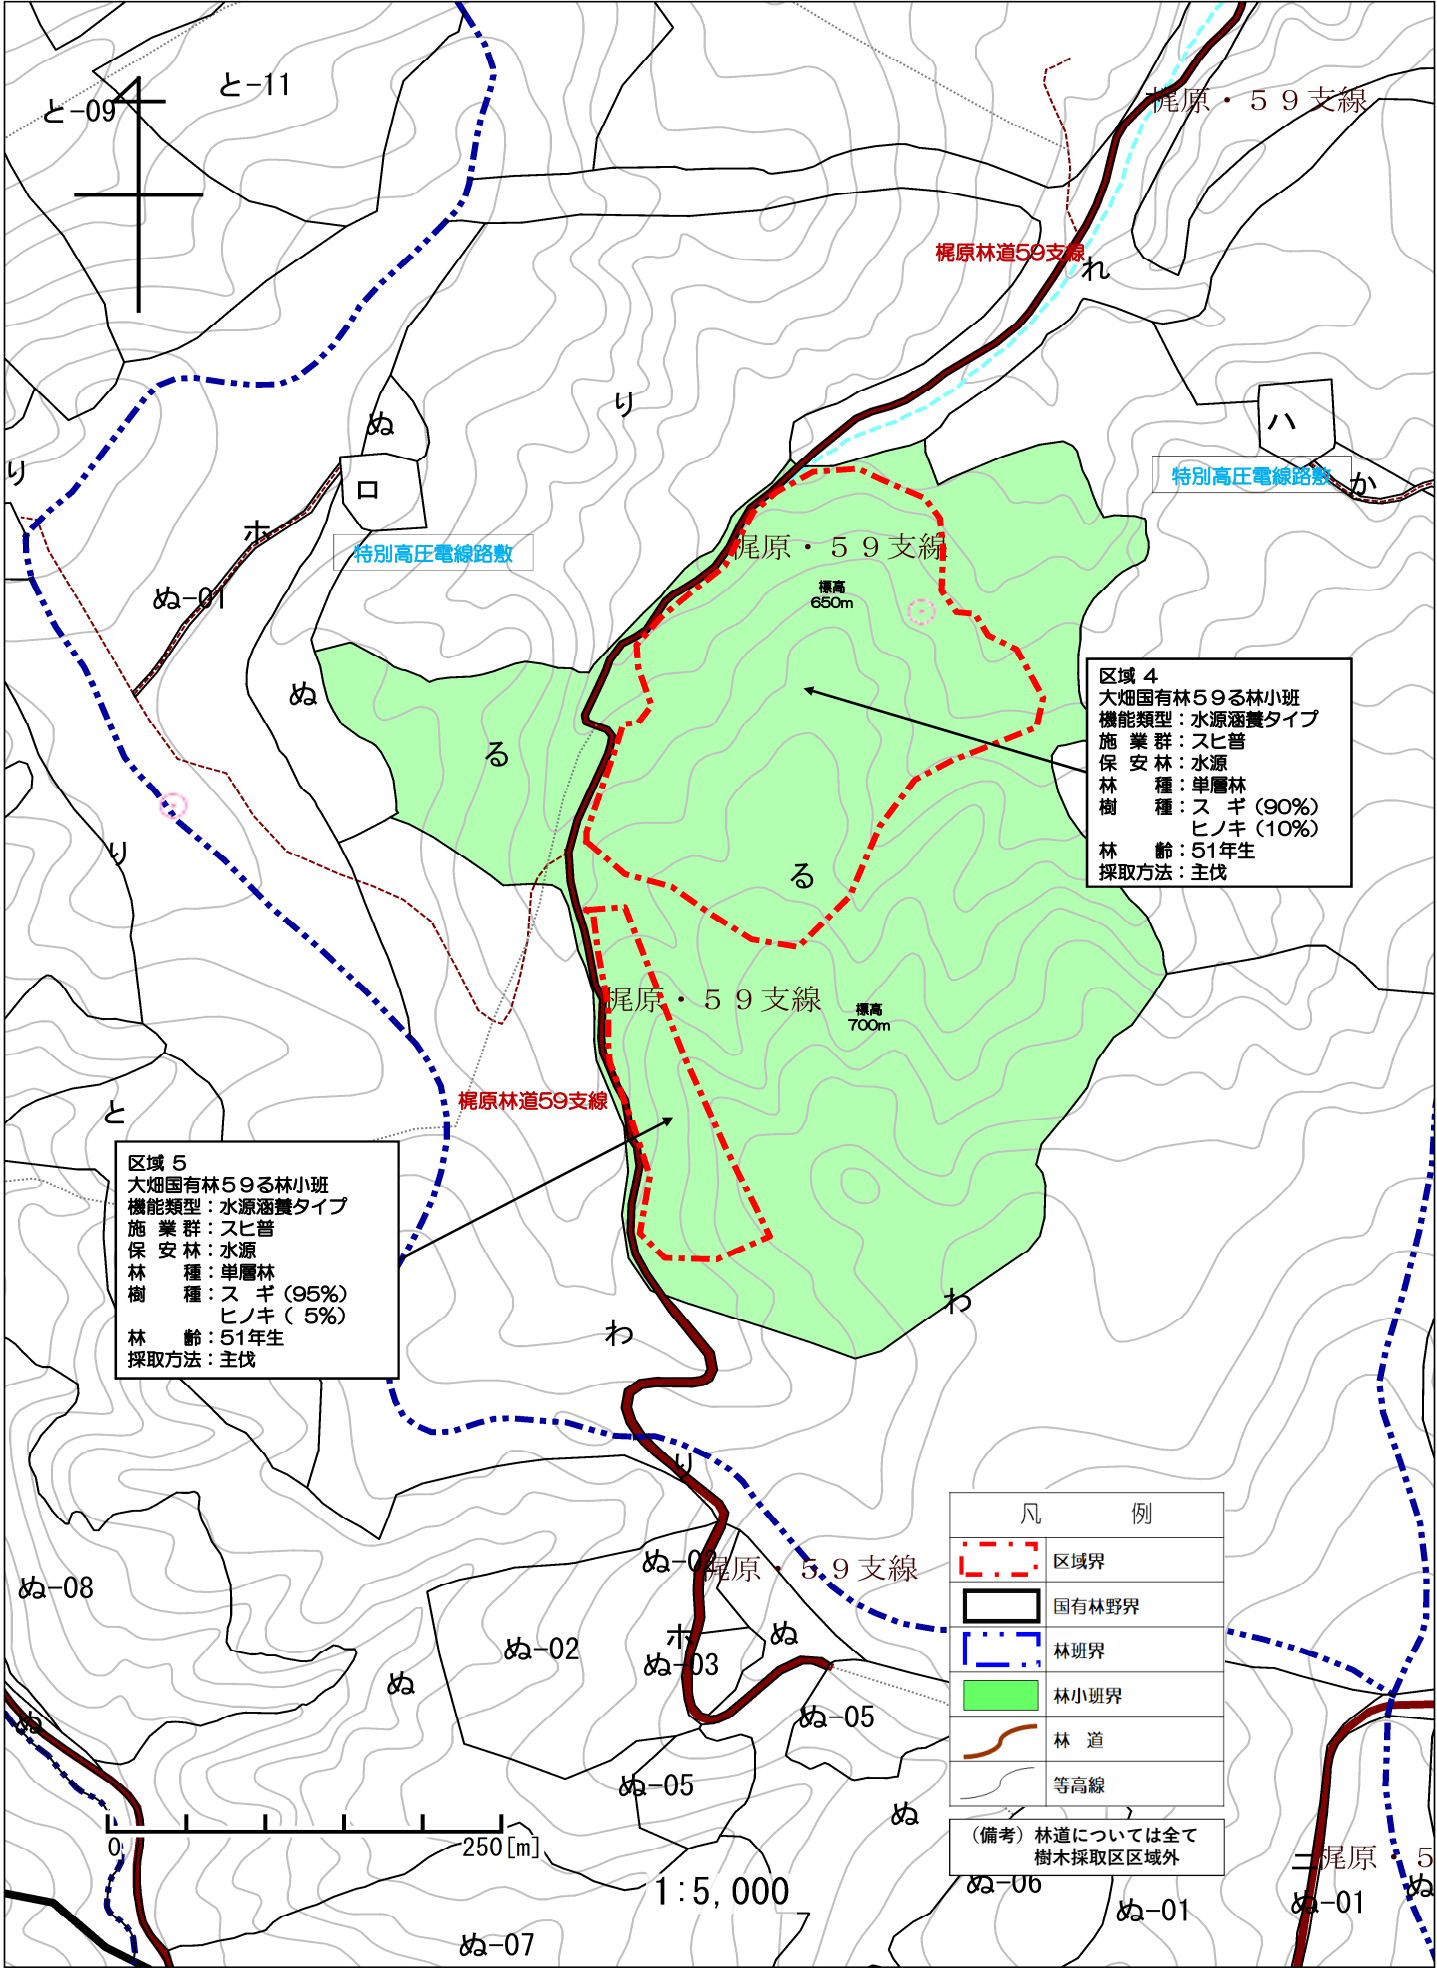 と-09
と-11
梶原・５９支線
梶原林道59支線
れ
り
ぬ
ハ
り
ロ
特別高圧電線路敷
か
ホ
特別高圧電線路敷
梶原・５９支線
ぬ-01
標高
650m
ぬ
る
区域 4
大畑国有林５９る林小班
機能類型：水源涵養タイプ
施 業 群：スヒ普
保 安 林：水源
林　　種：単層林
樹　　種：ス　ギ（90%）
ヒノキ（10%）
林　　齢：51年生
採取方法：主伐
り
る
梶原・５９支線
標高
700m
梶原林道59支線
と
区域 5
大畑国有林５９る林小班
機能類型：水源涵養タイプ
施 業 群：スヒ普
保 安 林：水源
林　　種：単層林
樹　　種：ス　ギ（95%）
ヒノキ（ 5%）
林　　齢：51年生
採取方法：主伐
わ
わ
り
凡　例
区域界
国有林野界
林班界
林小班界
林　道
等高線
（備考）林道については全て
樹木採取区区域外
ぬ-02
梶原・５９支線
ぬ-08
ぬ-02
ホ
ぬ-03
ぬ
ぬ
ぬ
ぬ-05
ぬ-05
ぬ
0
250[m]
1:5,000
ニ
梶原・５
ぬ-06
ぬ-01
ぬ-01
ぬ
ぬ-07